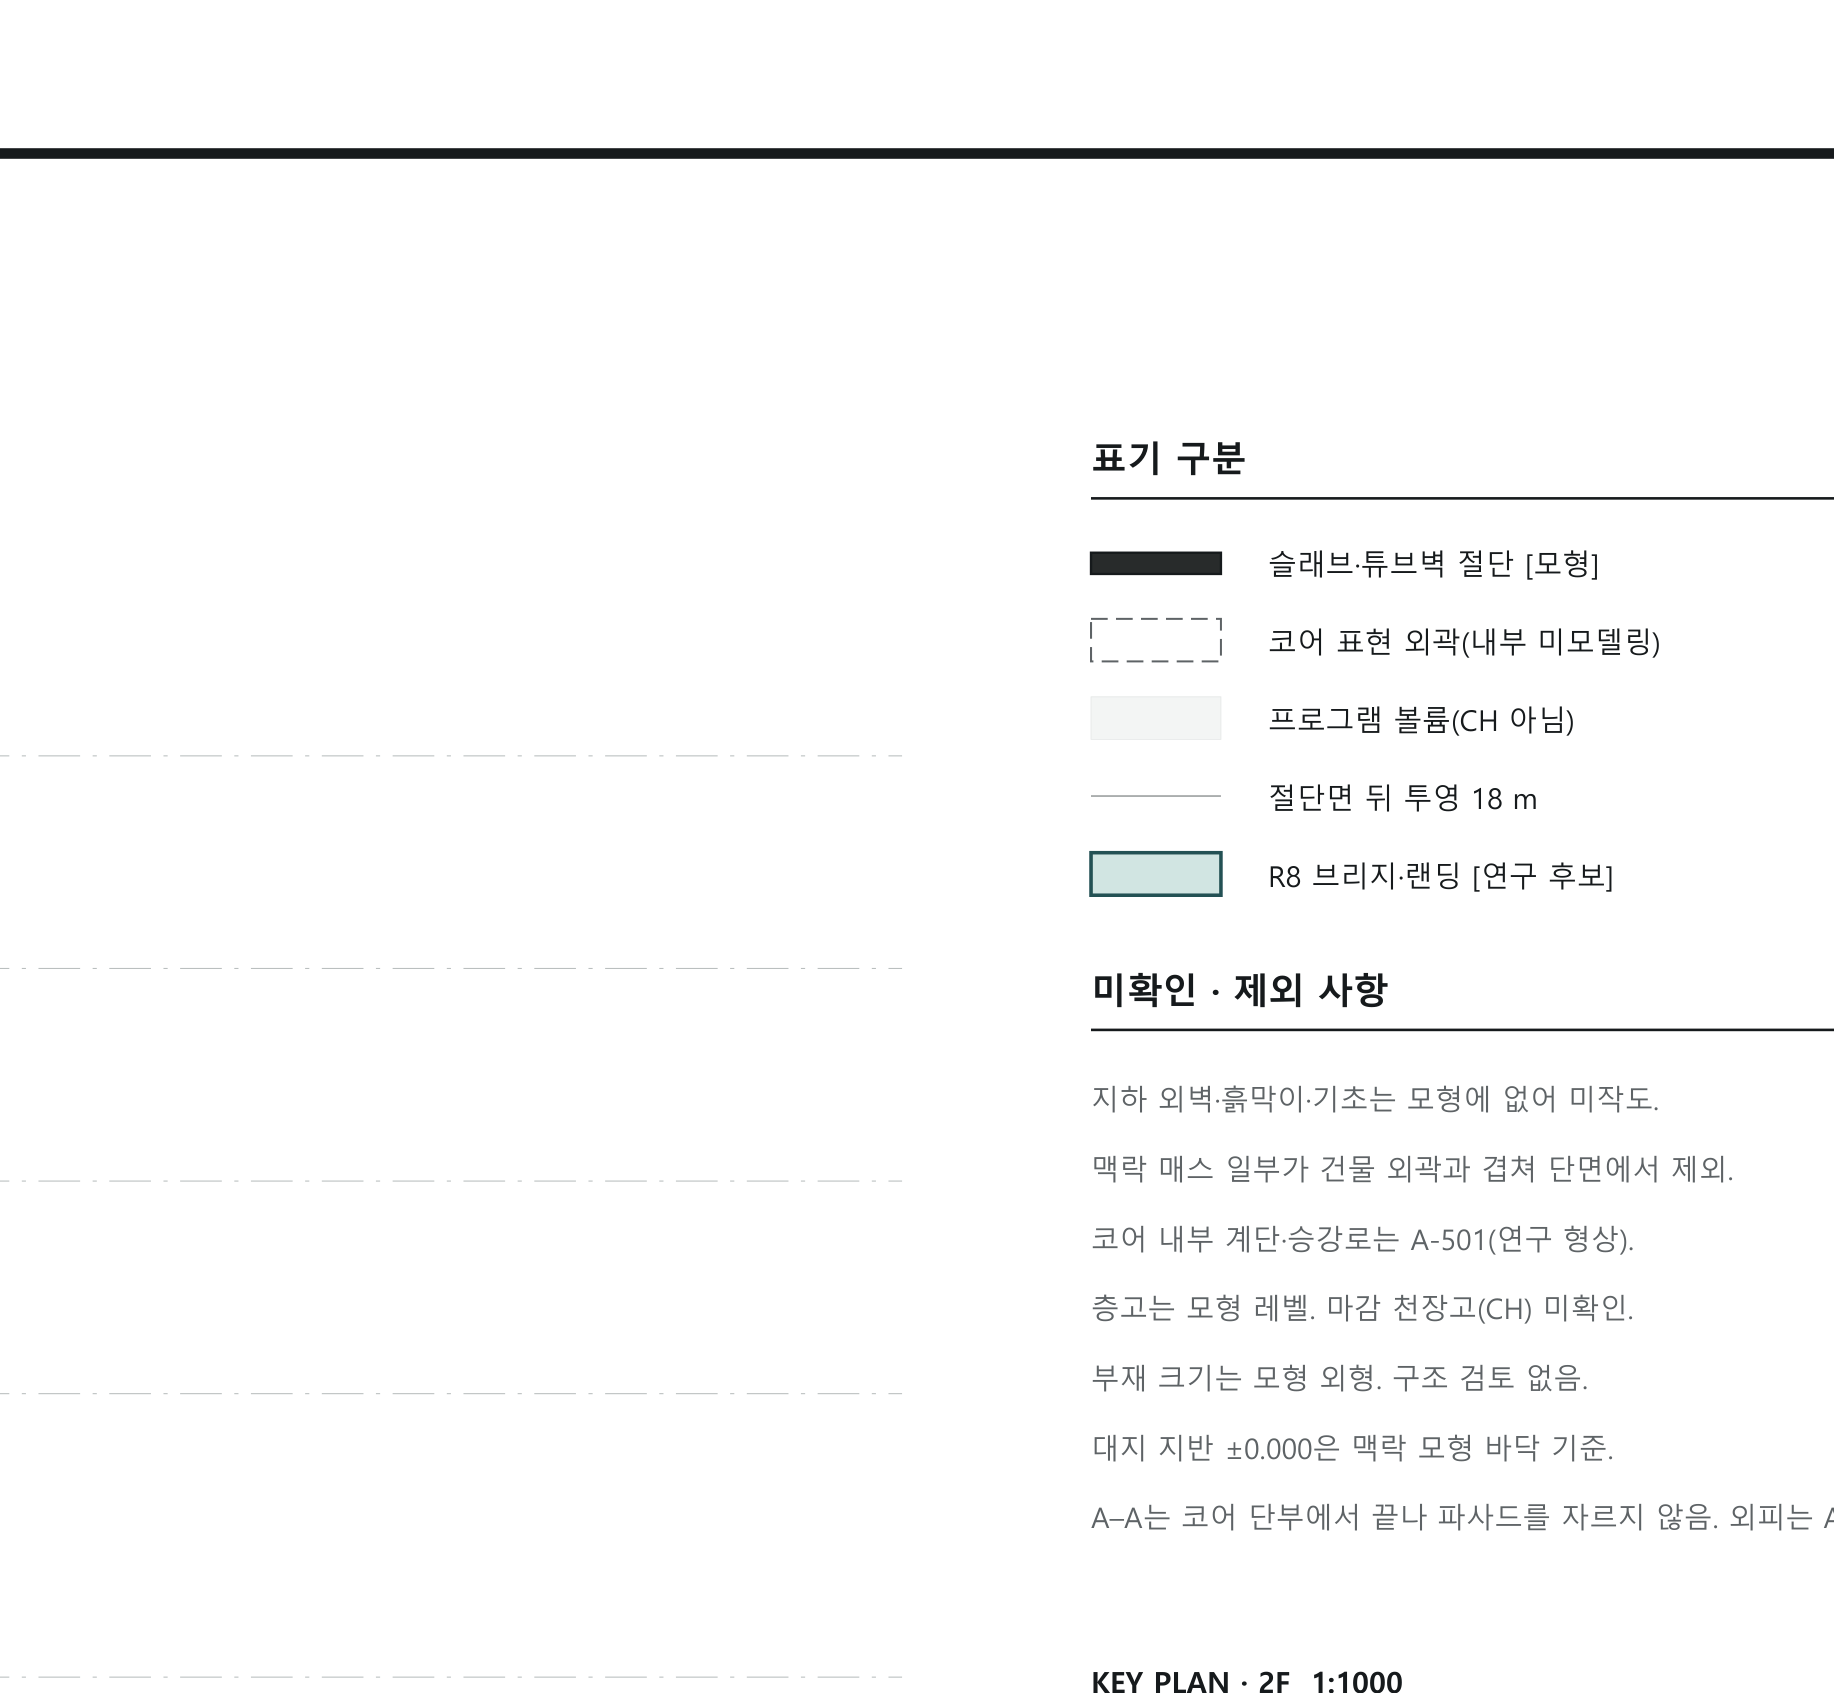 표기 구분
슬래브·튜브벽 절단 [모형]
코어 표현 외곽(내부 미모델링)
프로그램 볼륨(CH 아님)
절단면 뒤 투영 18 m
R8 브리지·랜딩 [연구 후보]
미확인 · 제외 사항
지하 외벽·흙막이·기초는 모형에 없어 미작도.
맥락 매스 일부가 건물 외곽과 겹쳐 단면에서 제외.
코어 내부 계단·승강로는 A-501(연구 형상).
층고는 모형 레벨. 마감 천장고(CH) 미확인.
부재 크기는 모형 외형. 구조 검토 없음.
대지 지반 ±0.000은 맥락 모형 바닥 기준.
A–A는 코어 단부에서 끝나 파사드를 자르지 않음. 외피는
KEY PLAN · 2F 1:1000